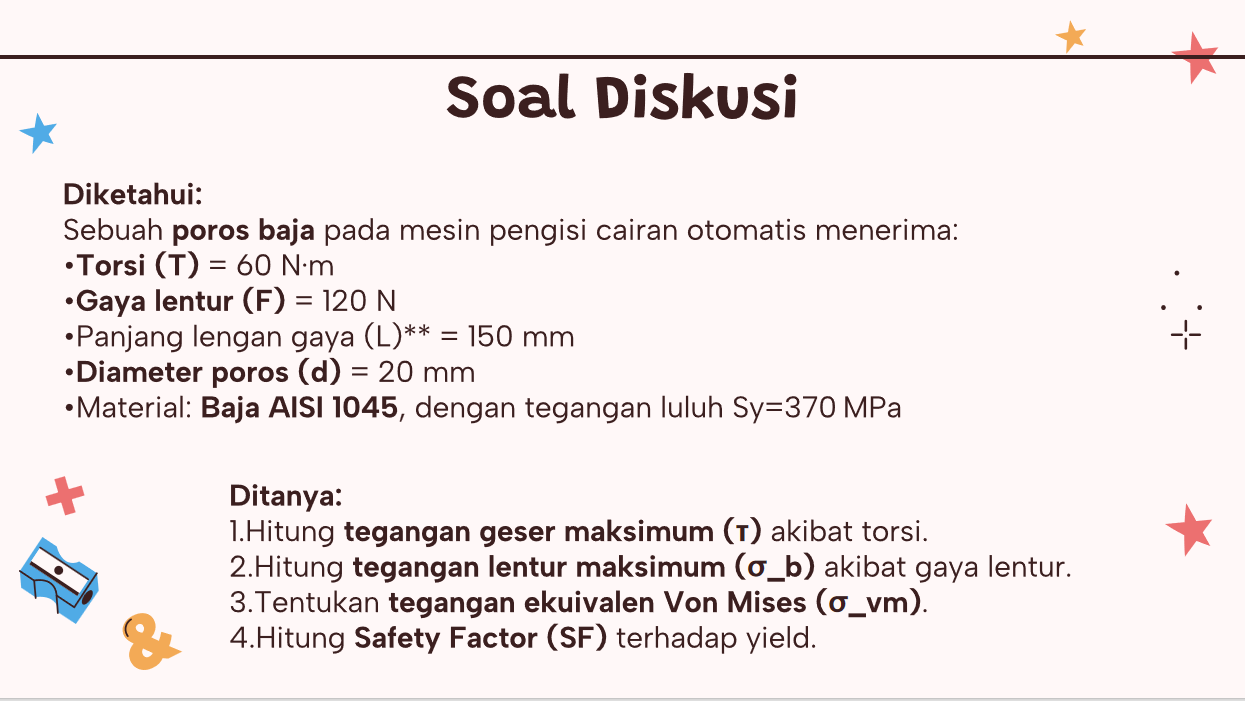 Soal Diskusi
Diketahui:
Sebuah poros baja pada mesin pengisi cairan otomatis menerima:
•Torsi (T) = 60 N·m
•Gaya lentur (F) = 120 N
•Panjang lengan gaya (L)** = 150 mm
•Diameter poros (d) = 20 mm
•Material: Baja AISI 1045, dengan tegangan luluh Sy=370 MPa
Ditanya:
1.Hitung tegangan geser maksimum (τ) akibat torsi.
2.Hitung tegangan lentur maksimum (σ_b) akibat gaya lentur.
3.Tentukan tegangan ekuivalen Von Mises (σ_vm).
4.Hitung Safety Factor (SF) terhadap yield.
&